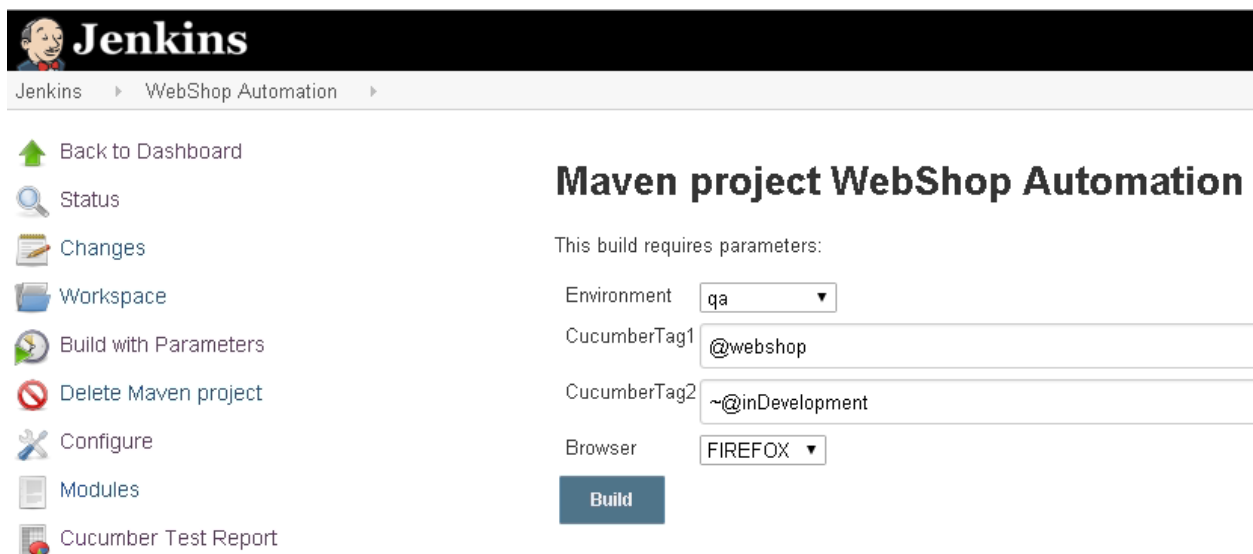 Jenkins
Jenkins WebShop Automation
Back to Dashboard
Status
Changes
Workspace
Build with Parameters
Delete Maven project
Configure
Modules
Cucumber Test Report
Maven project WebShop Automation
This build requires parameters:
Environment qa
CucumberTag1 @webshop
CucumberTag2 ~@inDevelopment
Browser FIREFOX
Build